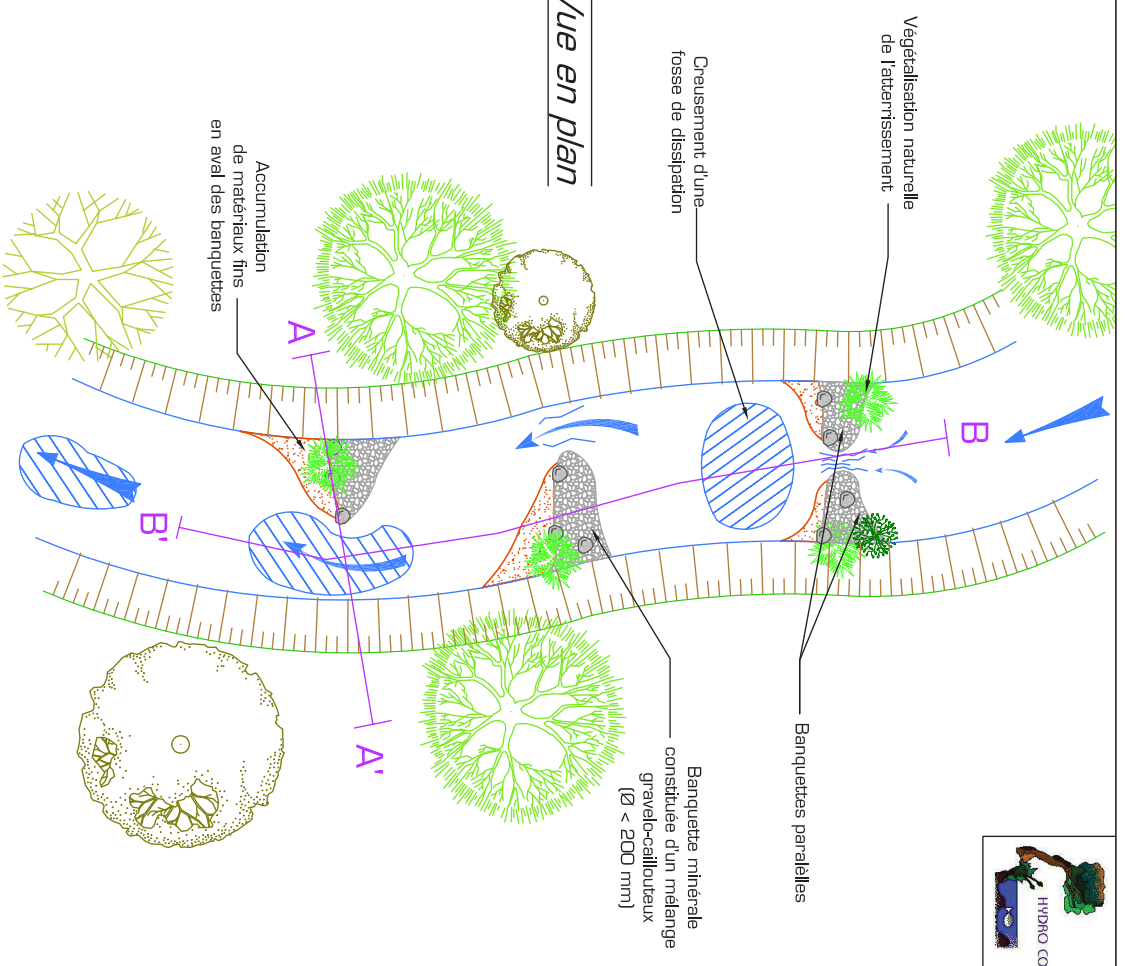 Vue en plan
Végétalisation naturelle
de l'atterrissement
Creusement d'une
fosse de dissipation
Accumulation
de matériaux fins
en aval des banquettes
A
A'
B
B'
Banquettes paralèlles
Banquette minérale
constituée d'un mélange
gravelo-caillouteux
(Ø < 200 mm)
HYDRO CO